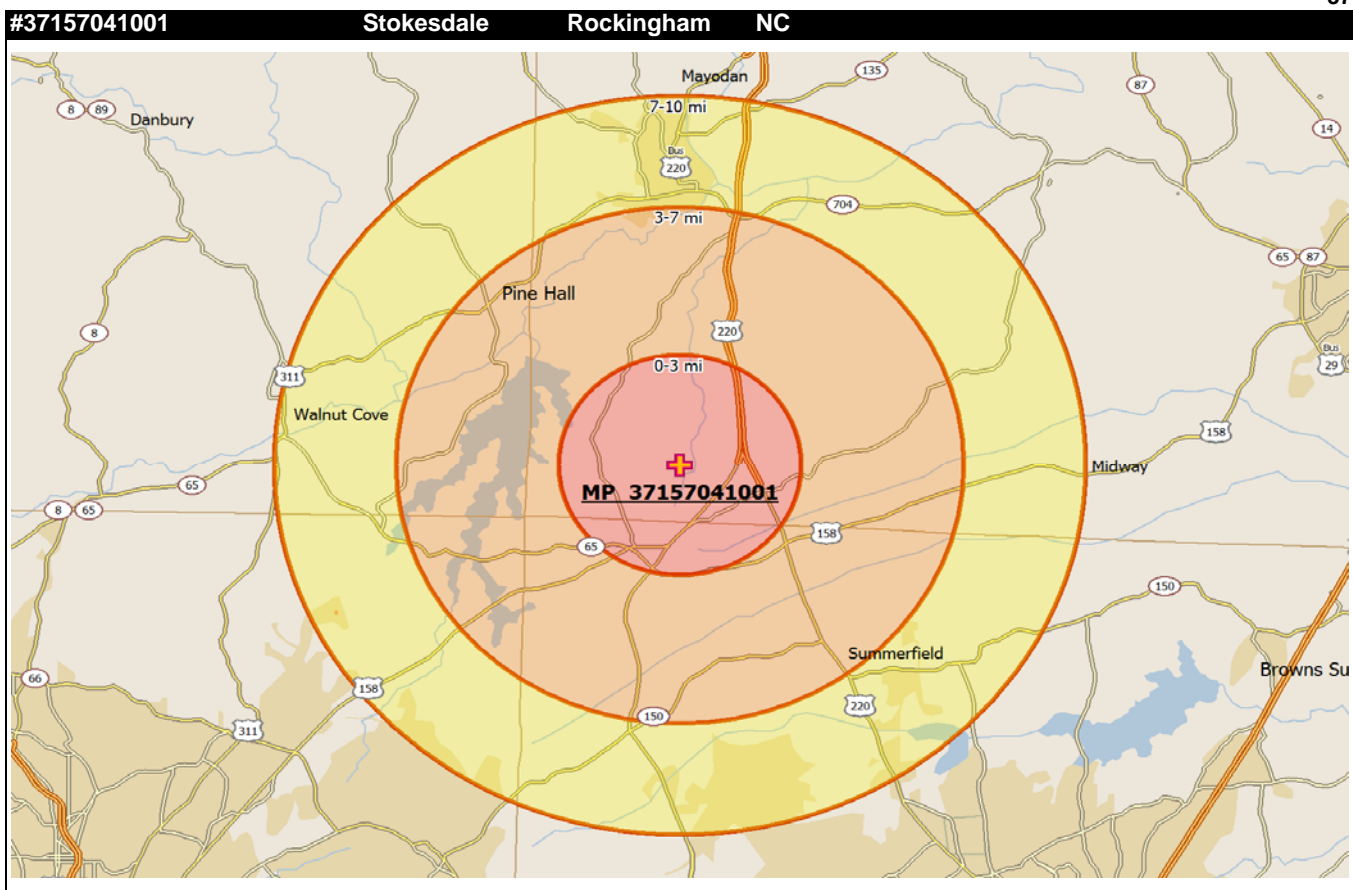 #37157041001 Stokesdale Rockingham NC
Mayodan
135
87
7-10 mi
8 89
Danbury
14
Bus
220
704
3-7 mi
65 87
Pine Hall
8
220
Bus
29
0-3 mi
311
Walnut Cove
158
Midway
65
MP 37157041001
8 65
158
65
150
Summerfield
Browns Su
66
158
220
150
311